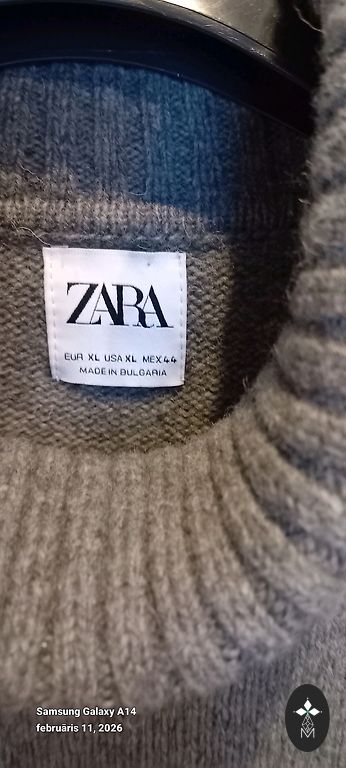 ZARA
EUR XL USA XL MEX 44
MADE IN BULGARIA
Samsung Galaxy A14
februāris 11, 2026